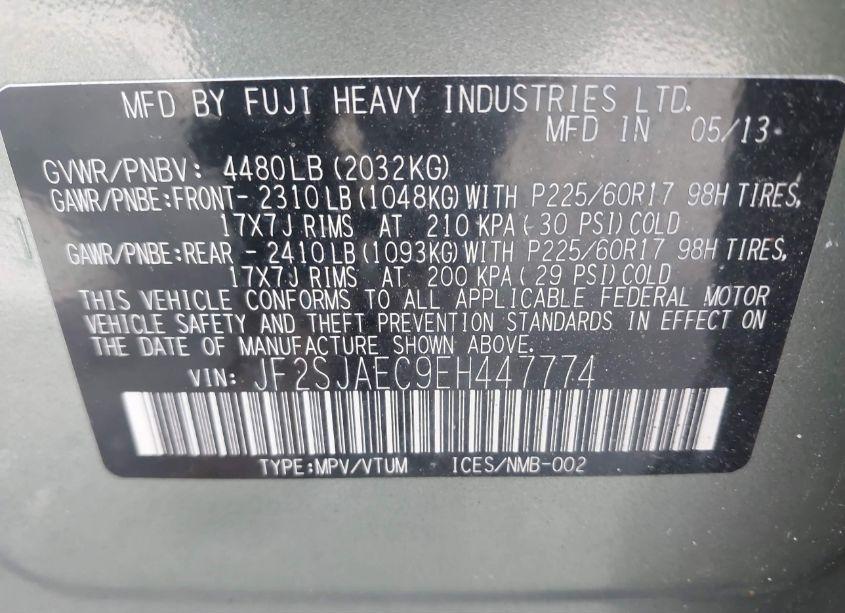 MFD BY FUJI HEAVY INDUSTRIES LTD.
MFD IN 05/13
GVWR/PNBV: 4480LB(2032KG)
GAWR/PNBE:FRONT- 2310LB(1048KG)WITH P225/60R17 98H TIRES,
17X7J RIMS AT 210 KPA( 30 PSI)COLD
GAWR/PNBE:REAR - 2410LB(1093KG)WITH P225/60R17 98H TIRES,
17X7J RIMS AT 200 KPA( 29 PSI)COLD
THIS VEHICLE CONFORMS TO ALL APPLICABLE FEDERAL MOTOR
VEHICLE SAFETY AND THEFT PREVENTION STANDARDS IN EFFECT ON
THE DATE OF MANUFACTURE SHOWN ABOVE.
VIN: JF2SJAEC9EH447774
TYPE:MPV/VTUM ICES/NMB-002